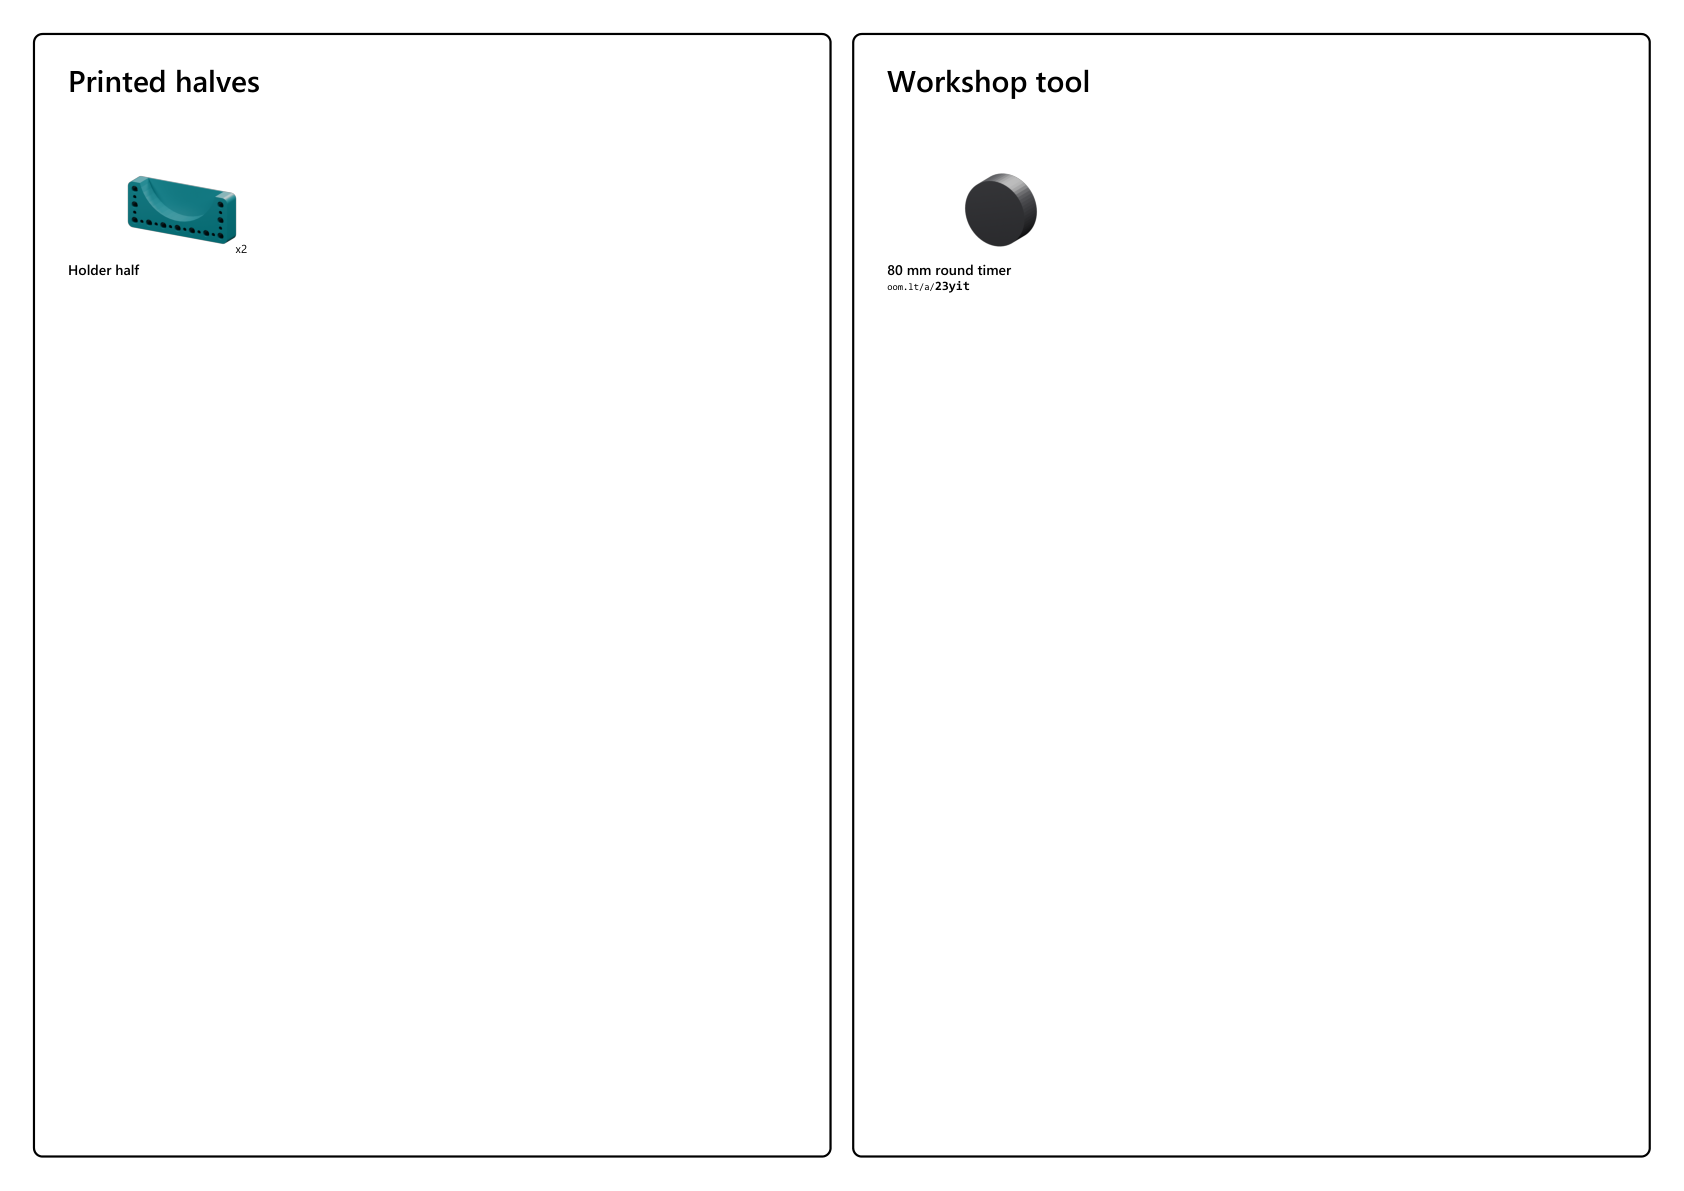 Printed halves
x2
Holder half
Workshop tool
80 mm round timer
oom.lt/a/23yit